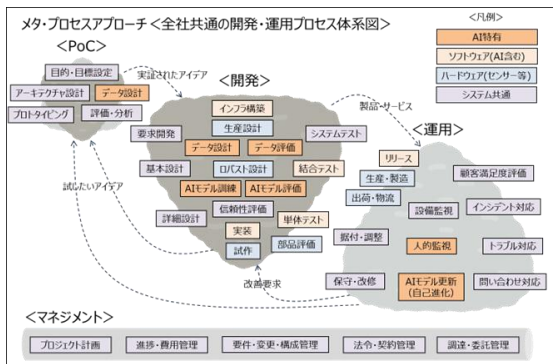 メタ・プロセスアプローチ<全社共通の開発・運用プロセス体系図>
<凡例>
AI特有
ソフトウェア(AI含む)
ハードウェア(センサー等)
システム共通
<PoC>
目的・目標設定
アーキテクチャ設計
データ設計
プロトタイピング
評価・分析
実証されたアイデア
試したいアイデア
<開発>
インフラ構築
要求開発
生産設計
システムテスト
データ設計
データ評価
基本設計
ロバスト設計
結合テスト
AIモデル訓練
AIモデル評価
信頼性評価
詳細設計
単体テスト
実装
試作
部品評価
製品・サービス
改善要求
<運用>
リリース
生産・製造
顧客満足度評価
出荷・物流
設備監視
インシデント対応
据付・調整
人的監視
トラブル対応
保守・改修
AIモデル更新
(自己進化)
問い合わせ対応
<マネジメント>
プロジェクト計画
進捗・費用管理
要件・変更・構成管理
法令・契約管理
調達・委託管理